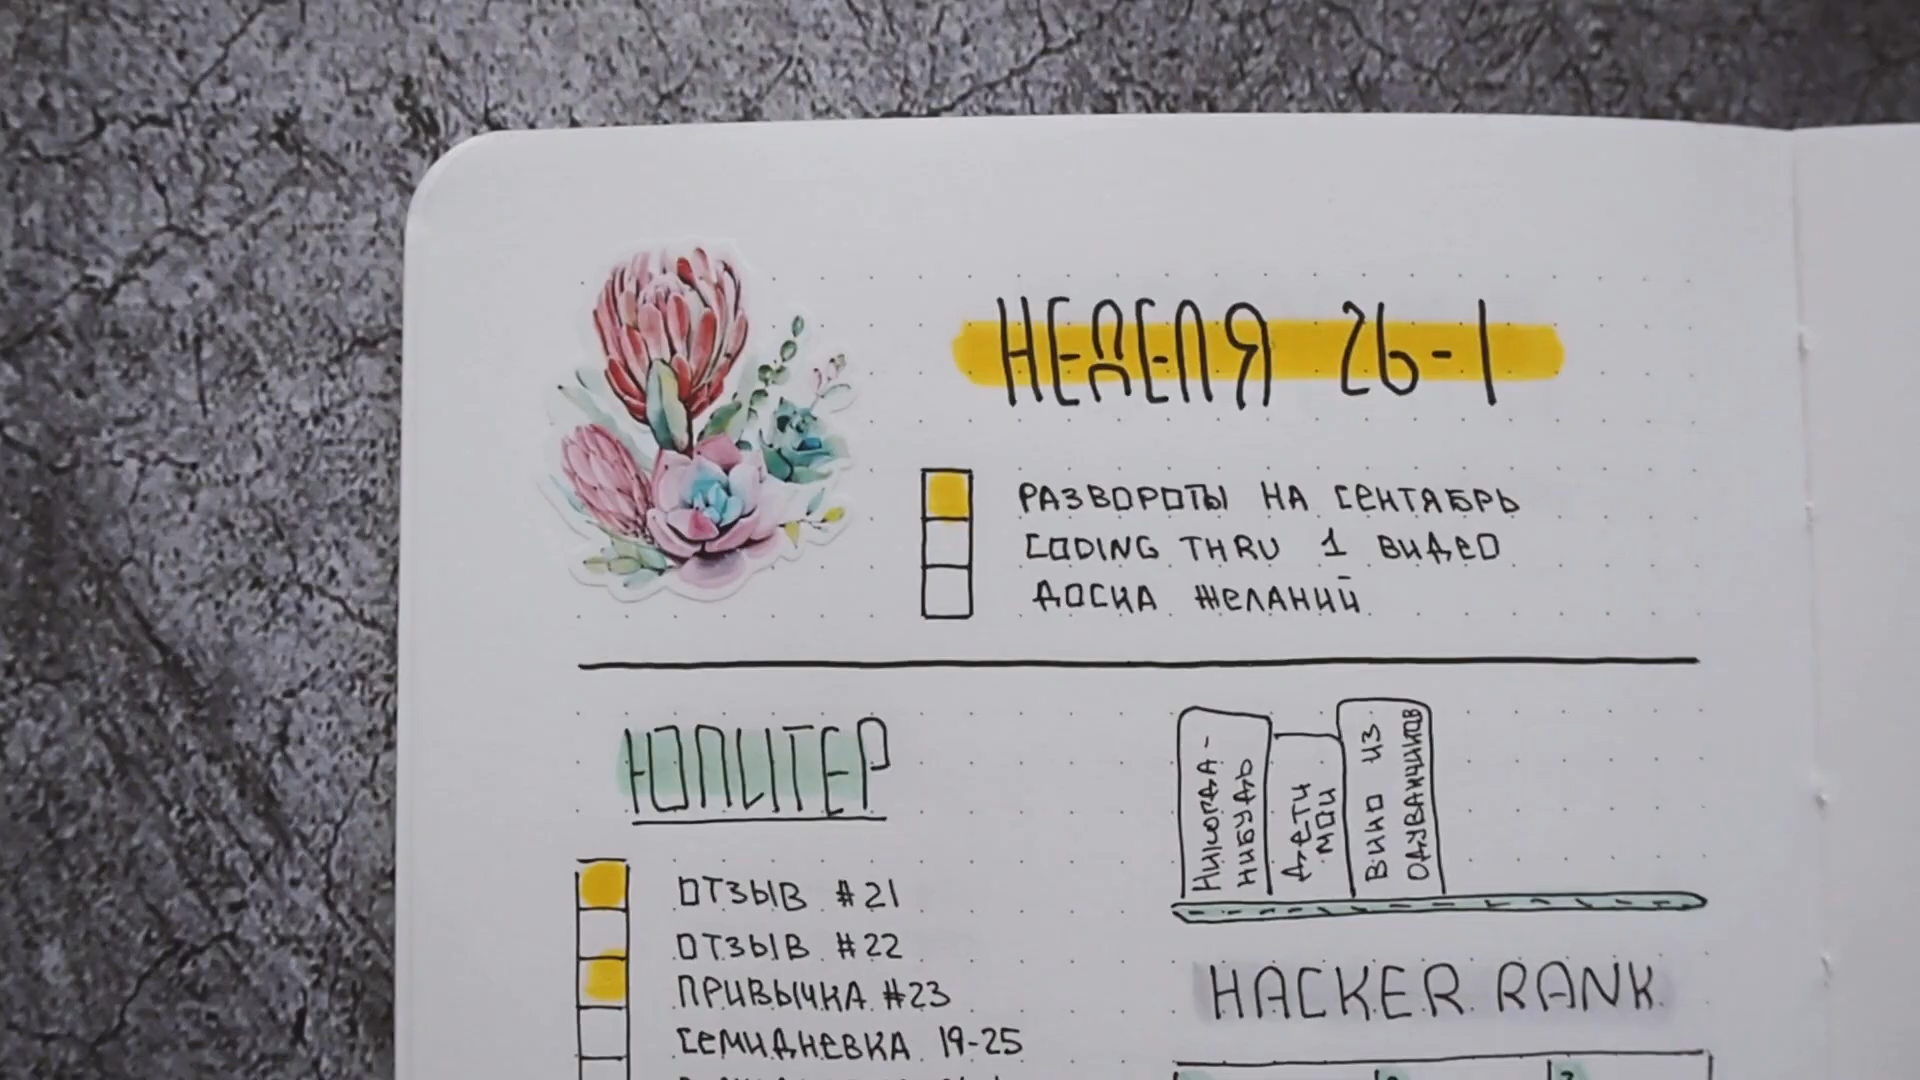 НЕДЕЛЯ 26-1
РАЗВОРОТЫ НА СЕНТЯБРЬ
CODING THRU 1 ВИДЕО
ДОСКА ЖЕЛАНИЙ
ЮПИТЕР
ОТЗЫВ #21
ОТЗЫВ #22
ПРИВЫЧКА #23
СЕМИДНЕВКА 19-25
НИКОГДА-
НИБУДЬ
ДЕТИ
МОИ
ВИНО ИЗ
ОДУВАНЧИКОВ
HACKER RANK